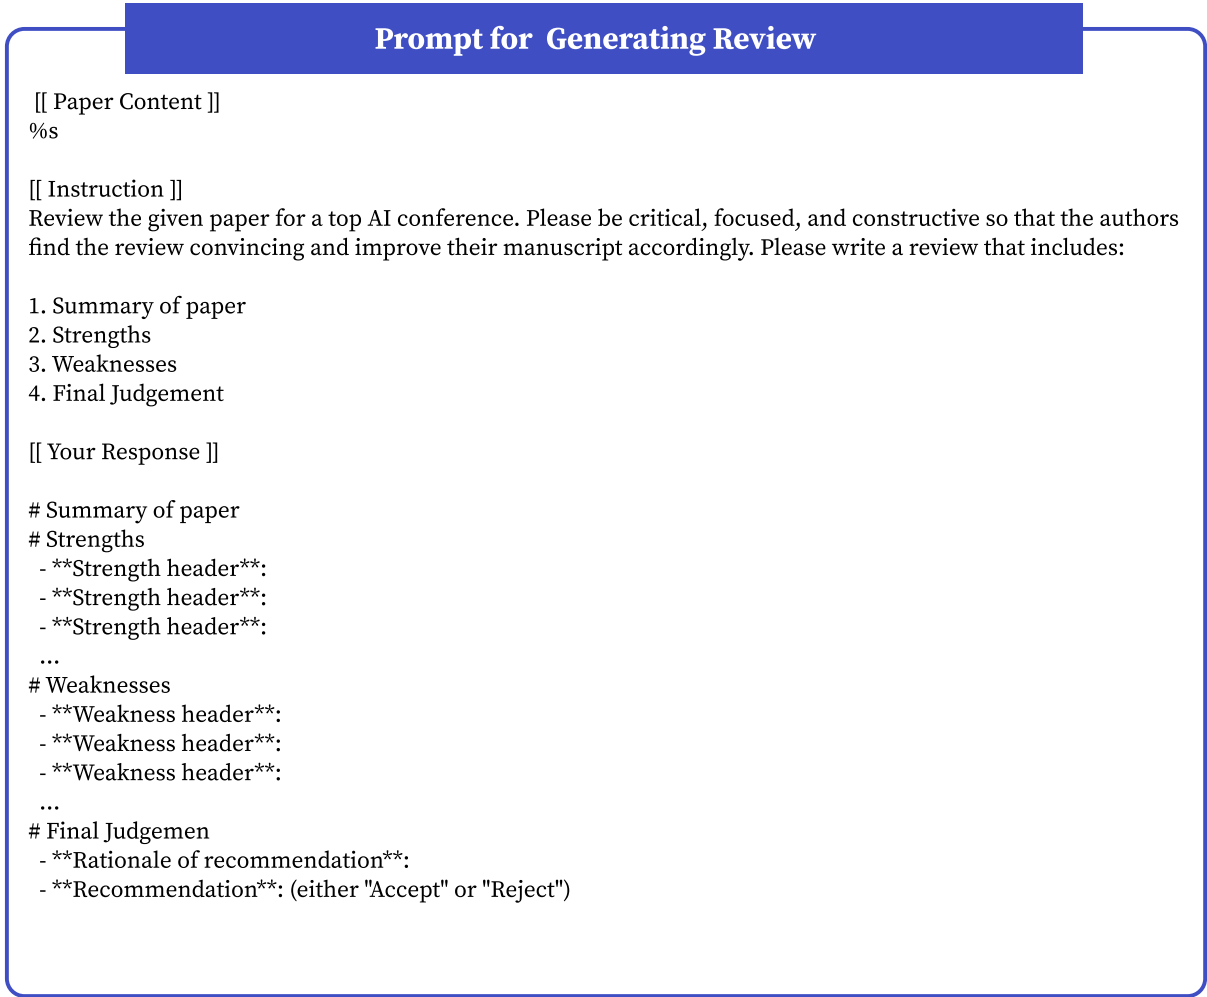 Prompt for  Generating Review
[[ Paper Content ]]
%s
[[ Instruction ]]
Review the given paper for a top AI conference. Please be critical, focused, and constructive so that the authors
find the review convincing and improve their manuscript accordingly. Please write a review that includes:
1. Summary of paper
2. Strengths
3. Weaknesses
4. Final Judgement
[[ Your Response ]]
# Summary of paper
# Strengths
- **Strength header**:
- **Strength header**:
- **Strength header**:
...
# Weaknesses
- **Weakness header**:
- **Weakness header**:
- **Weakness header**:
...
# Final Judgemen
- **Rationale of recommendation**:
- **Recommendation**: (either "Accept" or "Reject")